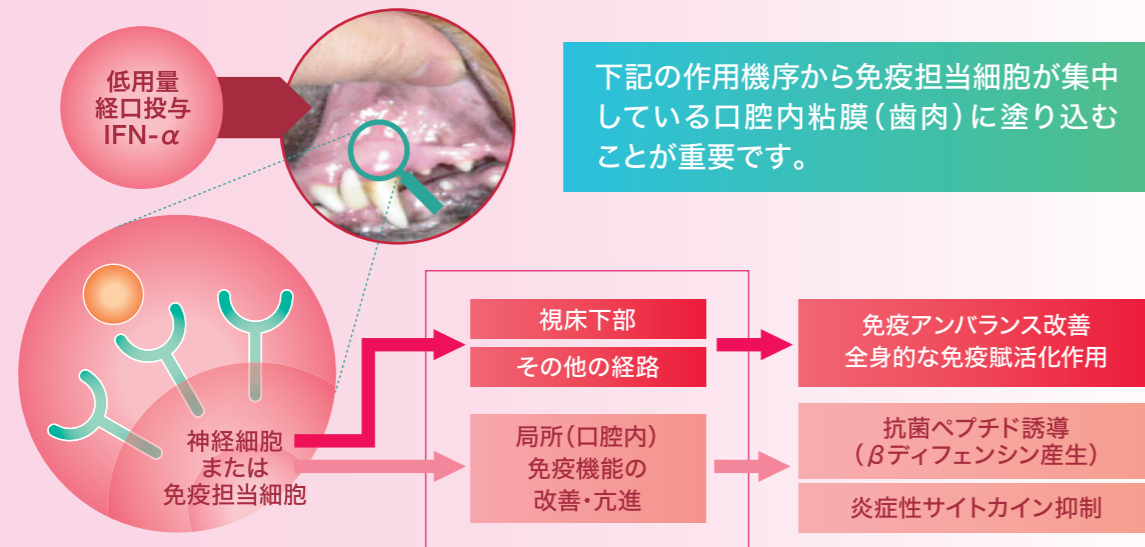 低用量
経口投与
IFN-α
下記の作用機序から免疫担当細胞が集中
している口腔内粘膜（歯肉）に塗り込む
ことが重要です。
神経細胞
または
免疫担当細胞
視床下部
その他の経路
局所（口腔内）
免疫機能の
改善・亢進
免疫アンバランス改善
全身的な免疫賦活化作用
抗菌ペプチド誘導
（βディフェンシン産生）
炎症性サイトカイン抑制